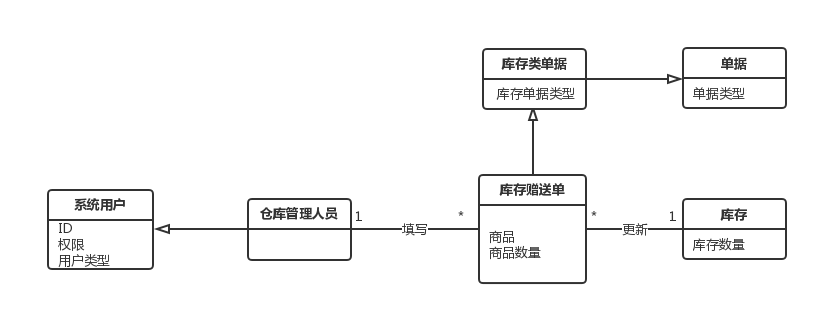 库存类单据
库存单据类型
单据
单据类型
系统用户
ID
权限
用户类型
仓库管理人员
1
填写
*
库存赠送单
商品
商品数量
*
更新
1
库存
库存数量